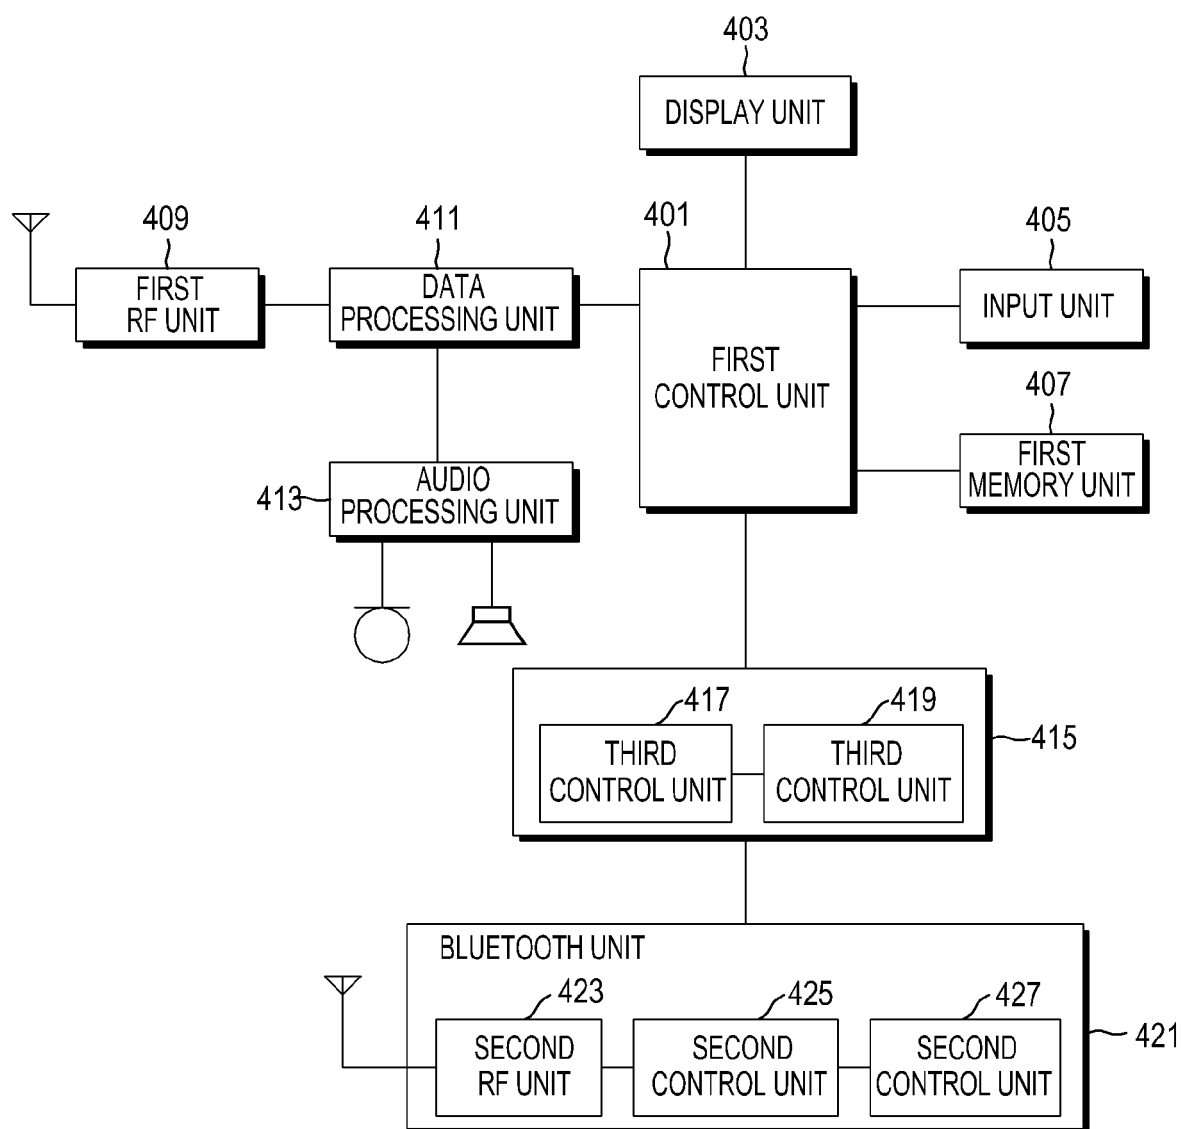 403
DISPLAY UNIT
409
411
401
405
FIRST
RF UNIT
DATA
PROCESSING UNIT
FIRST
CONTROL UNIT
INPUT UNIT
407
FIRST
MEMORY UNIT
413
AUDIO
PROCESSING UNIT
417
419
415
THIRD
CONTROL UNIT
THIRD
CONTROL UNIT
BLUETOOTH UNIT
423
425
427
421
SECOND
RF UNIT
SECOND
CONTROL UNIT
SECOND
CONTROL UNIT